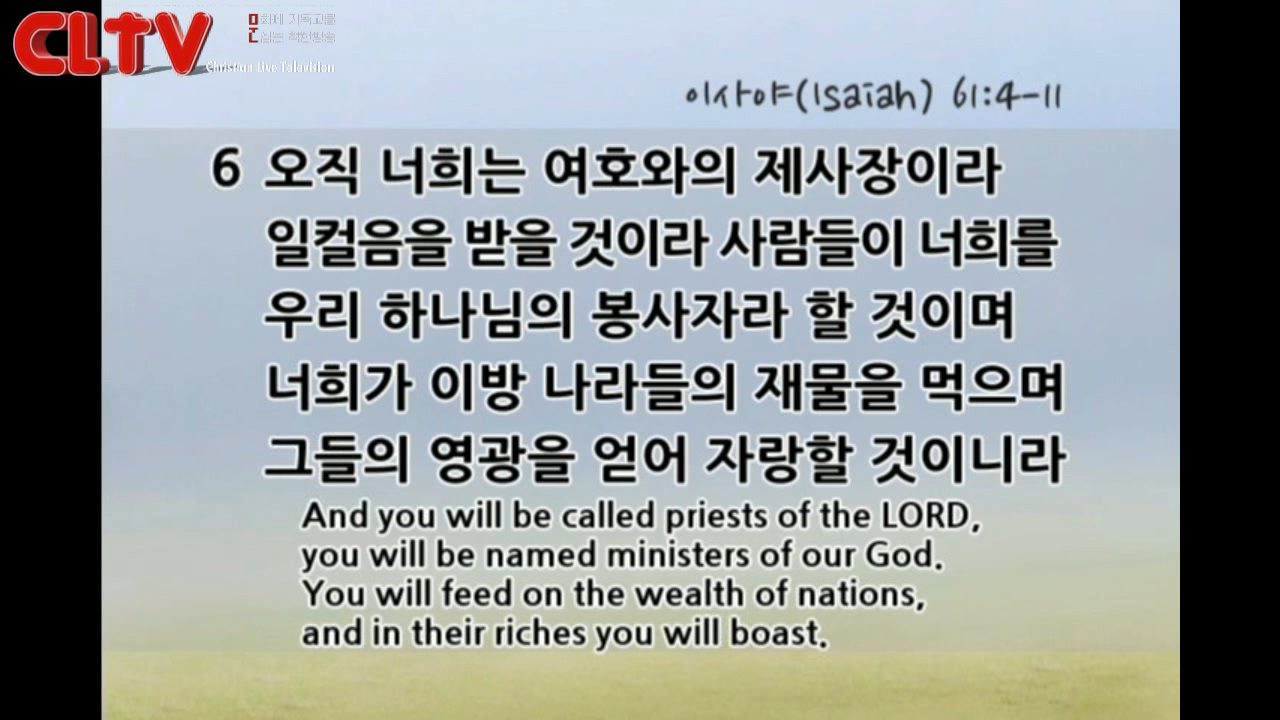 CLTV
Christian Live Television
이사야(Isaiah) 61:4-11
6 오직 너희는 여호와의 제사장이라
일컬음을 받을 것이라 사람들이 너희를
우리 하나님의 봉사자라 할 것이며
너희가 이방 나라들의 재물을 먹으며
그들의 영광을 얻어 자랑할 것이니라
And you will be called priests of the LORD,
you will be named ministers of our God.
You will feed on the wealth of nations,
and in their riches you will boast.